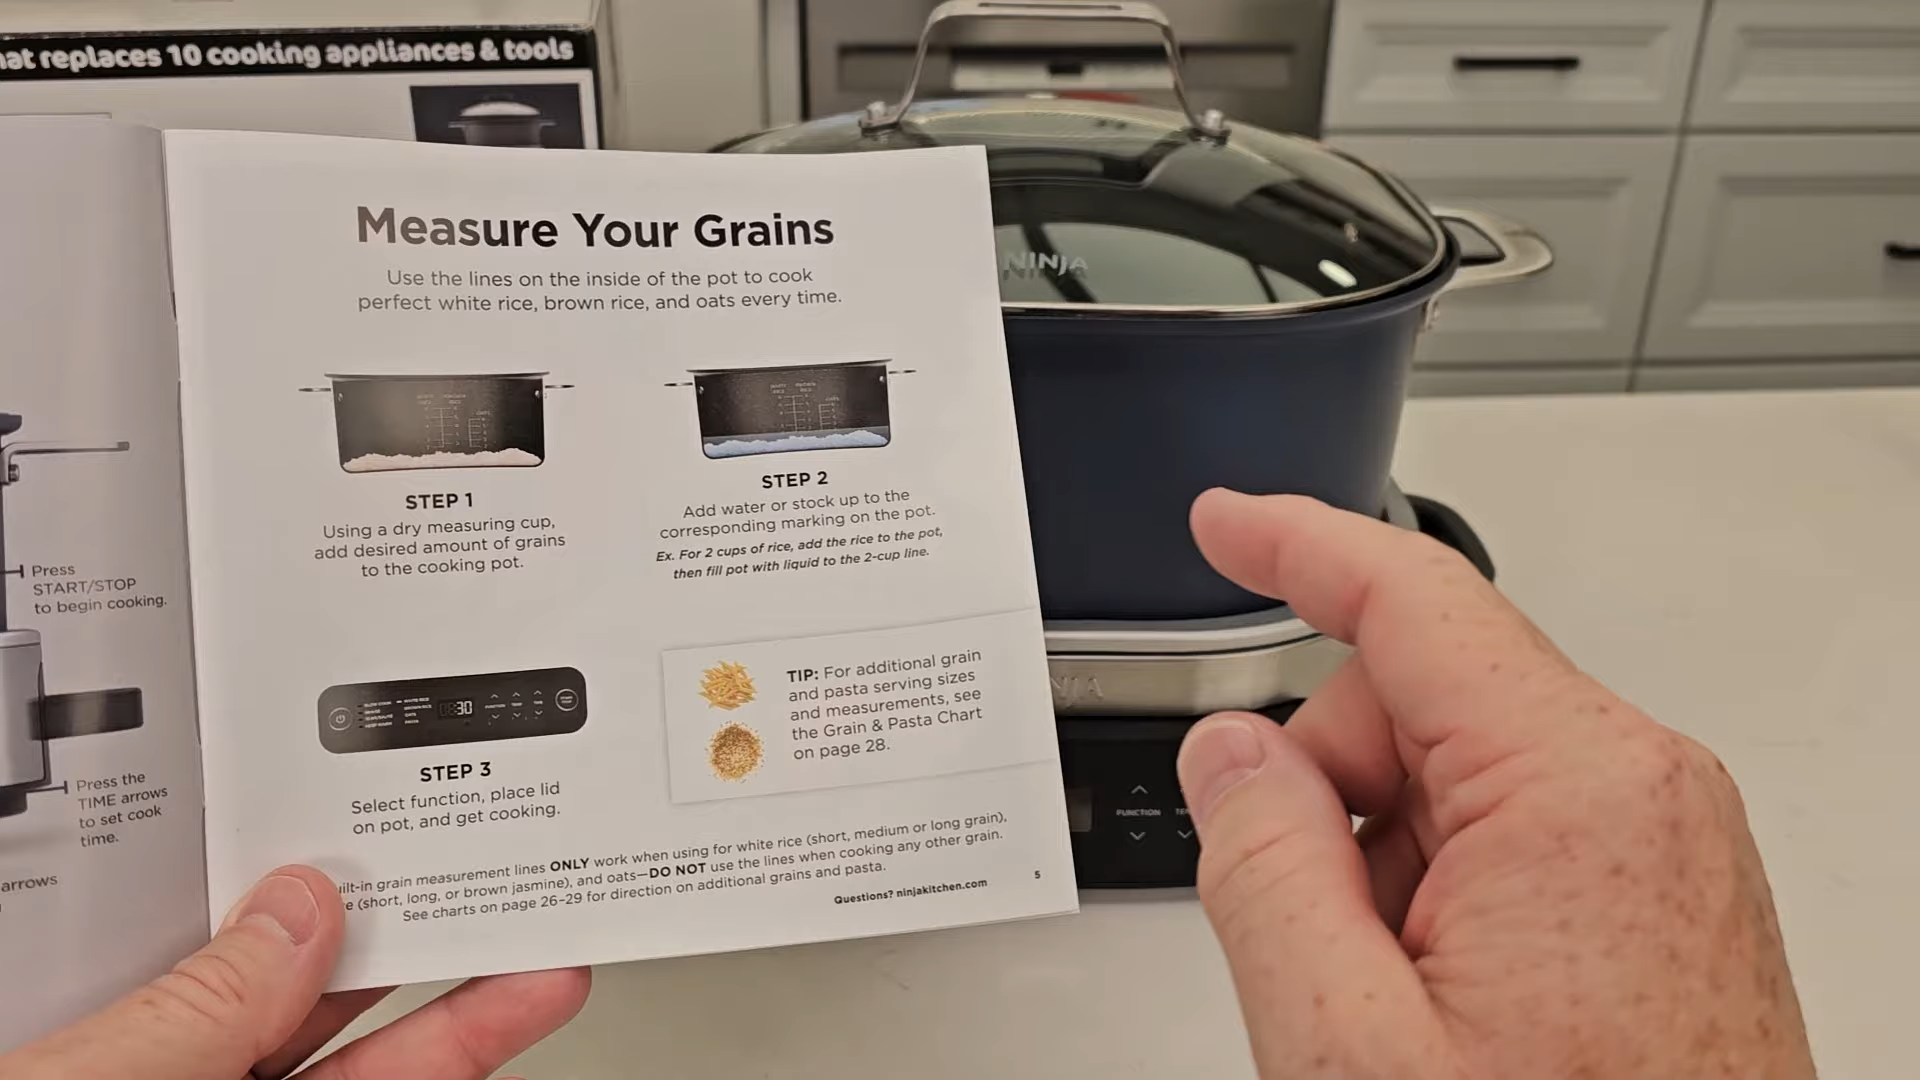 at replaces 10 cooking appliances & tools
Measure Your Grains
Use the lines on the inside of the pot to cook
perfect white rice, brown rice, and oats every time.
STEP 1
Using a dry measuring cup,
add desired amount of grains
to the cooking pot.
STEP 2
Add water or stock up to the
corresponding marking on the pot.
Ex. For 2 cups of rice, add the rice to the pot,
then fill pot with liquid to the 2-cup line.
STEP 3
Select function, place lid
on pot, and get cooking.
TIP: For additional grain
and pasta serving sizes
and measurements, see
the Grain & Pasta Chart
on page 28.
ilt-in grain measurement lines ONLY work when using for white rice (short, medium or long grain),
e (short, long, or brown jasmine), and oats—DO NOT use the lines when cooking any other grain.
See charts on page 26-29 for direction on additional grains and pasta.
Questions? ninjakitchen.com
5
Press
START/STOP
to begin cooking.
Press the
TIME arrows
to set cook
time.
arrows
:30
NINJA
NJA
FUNCTION
TE